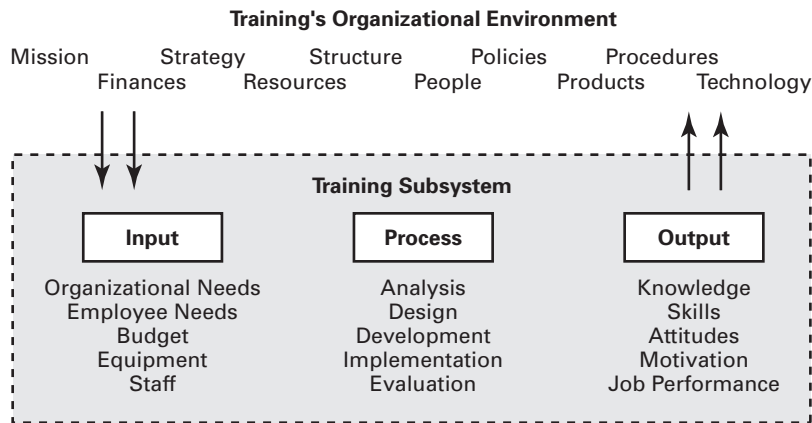 Training's Organizational Environment
Mission Strategy Structure Policies Procedures
Finances Resources People Products Technology
Training Subsystem
Input Process Output
Organizational Needs Analysis Knowledge
Employee Needs Design Skills
Budget Development Attitudes
Equipment Implementation Motivation
Staff Evaluation Job Performance